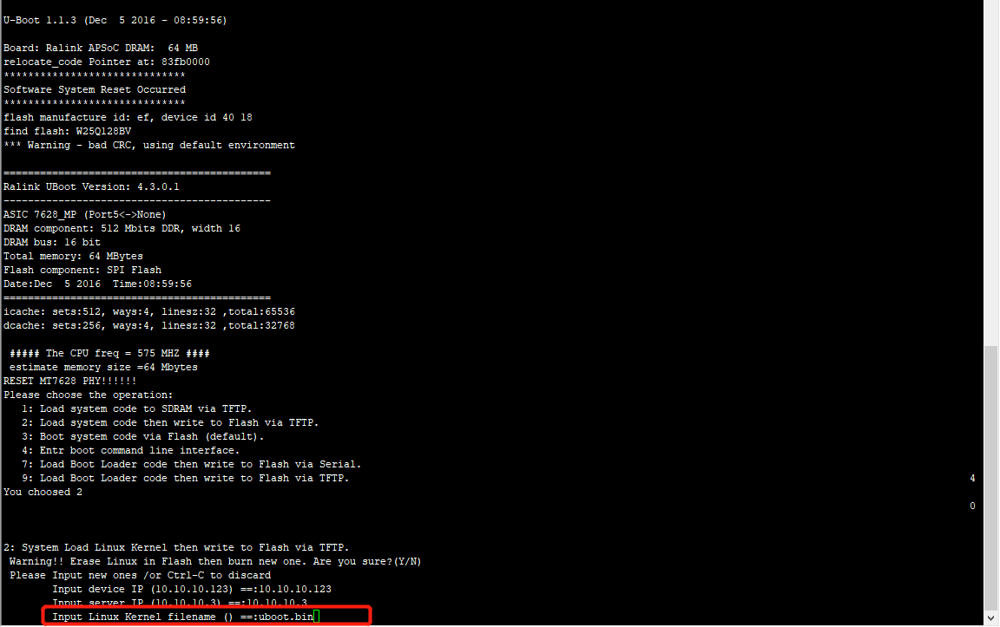 U-Boot 1.1.3 (Dec  5 2016 - 08:59:56)
Board: Ralink APSoC DRAM:  64 MB
relocate_code Pointer at: 83fb0000
******************************
Software System Reset Occurred
******************************
flash manufacture id: ef, device id 40 18
find flash: W25Q128BV
*** Warning - bad CRC, using default environment
============================================
Ralink UBoot Version: 4.3.0.1
--------------------------------------------
ASIC 7628_MP (Port5<->None)
DRAM component: 512 Mbits DDR, width 16
DRAM bus: 16 bit
Total memory: 64 MBytes
Flash component: SPI Flash
Date:Dec  5 2016  Time:08:59:56
============================================
icache: sets:512, ways:4, linesz:32 ,total:65536
dcache: sets:256, ways:4, linesz:32 ,total:32768
 ##### The CPU freq = 575 MHZ ####
 estimate memory size =64 Mbytes
RESET MT7628 PHY!!!!!!
Please choose the operation:
   1: Load system code to SDRAM via TFTP.
   2: Load system code then write to Flash via TFTP.
   3: Boot system code via Flash (default).
   4: Entr boot command line interface.
   7: Load Boot Loader code then write to Flash via Serial.
   9: Load Boot Loader code then write to Flash via TFTP.
4
You choosed 2
0
2: System Load Linux Kernel then write to Flash via TFTP.
 Warning!! Erase Linux in Flash then burn new one. Are you sure?(Y/N)
 Please Input new ones /or Ctrl-C to discard
        Input device IP (10.10.10.123) ==:10.10.10.123
        Input server IP (10.10.10.3) ==:10.10.10.3
        Input Linux Kernel filename () ==:uboot.bin